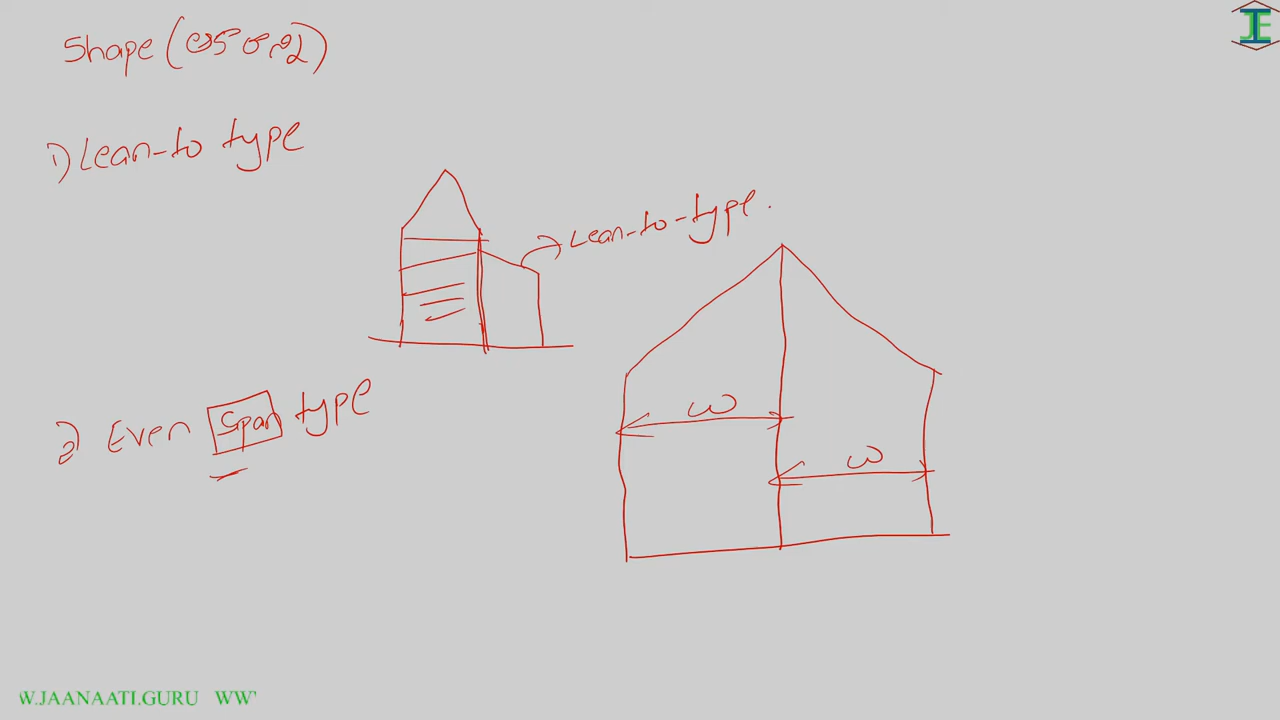 Shape (
1) Lean-to type
Lean-to-type.
2) Even Span type
W
W
W.JAANAATI.GURU WW